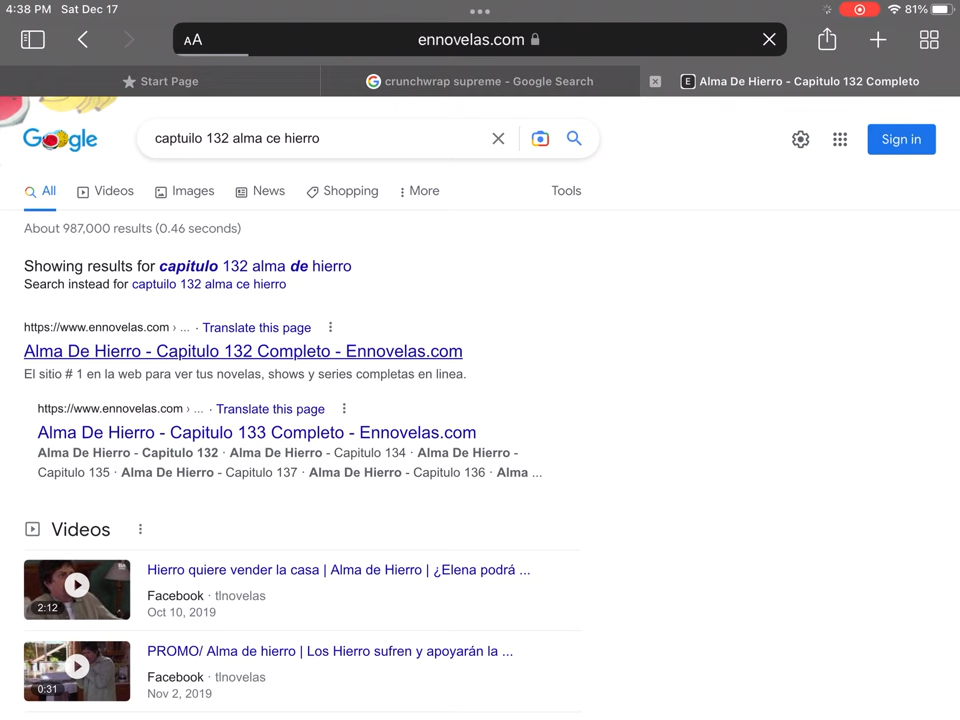 4:38 PM Sat Dec 17
81%
AA
ennovelas.com
Start Page
crunchwrap supreme - Google Search
E Alma De Hierro - Capitulo 132 Completo
Google
captuilo 132 alma ce hierro
Sign in
All Videos Images News Shopping More Tools
About 987,000 results (0.46 seconds)
Showing results for capitulo 132 alma de hierro
Search instead for captuilo 132 alma ce hierro
https://www.ennovelas.com › ... · Translate this page
Alma De Hierro - Capitulo 132 Completo - Ennovelas.com
El sitio # 1 en la web para ver tus novelas, shows y series completas en linea.
https://www.ennovelas.com › ... · Translate this page
Alma De Hierro - Capitulo 133 Completo - Ennovelas.com
Alma De Hierro - Capitulo 132 · Alma De Hierro - Capitulo 134 · Alma De Hierro -
Capitulo 135 · Alma De Hierro - Capitulo 137 · Alma De Hierro - Capitulo 136 · Alma ...
Videos
Hierro quiere vender la casa | Alma de Hierro | ¿Elena podrá ...
2:12
Facebook · tlnovelas
Oct 10, 2019
PROMO/ Alma de hierro | Los Hierro sufren y apoyarán la ...
0:31
Facebook · tlnovelas
Nov 2, 2019